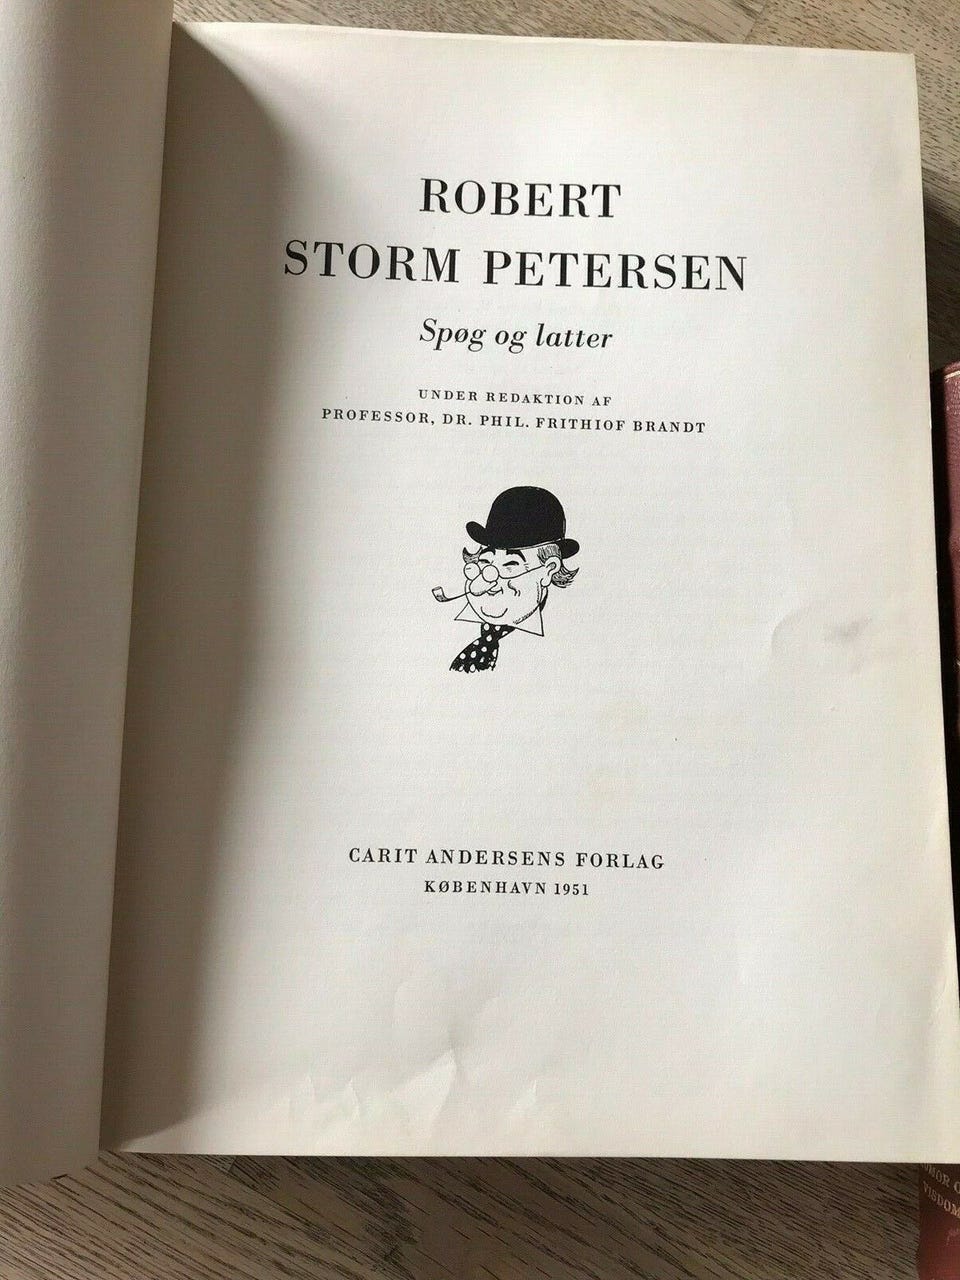 ROBERT
STORM PETERSEN
Spøg og latter
UNDER REDAKTION AF
PROFESSOR, DR. PHIL. FRITHIOF BRANDT
CARIT ANDERSENS FORLAG
KØBENHAVN 1951
VISDOM